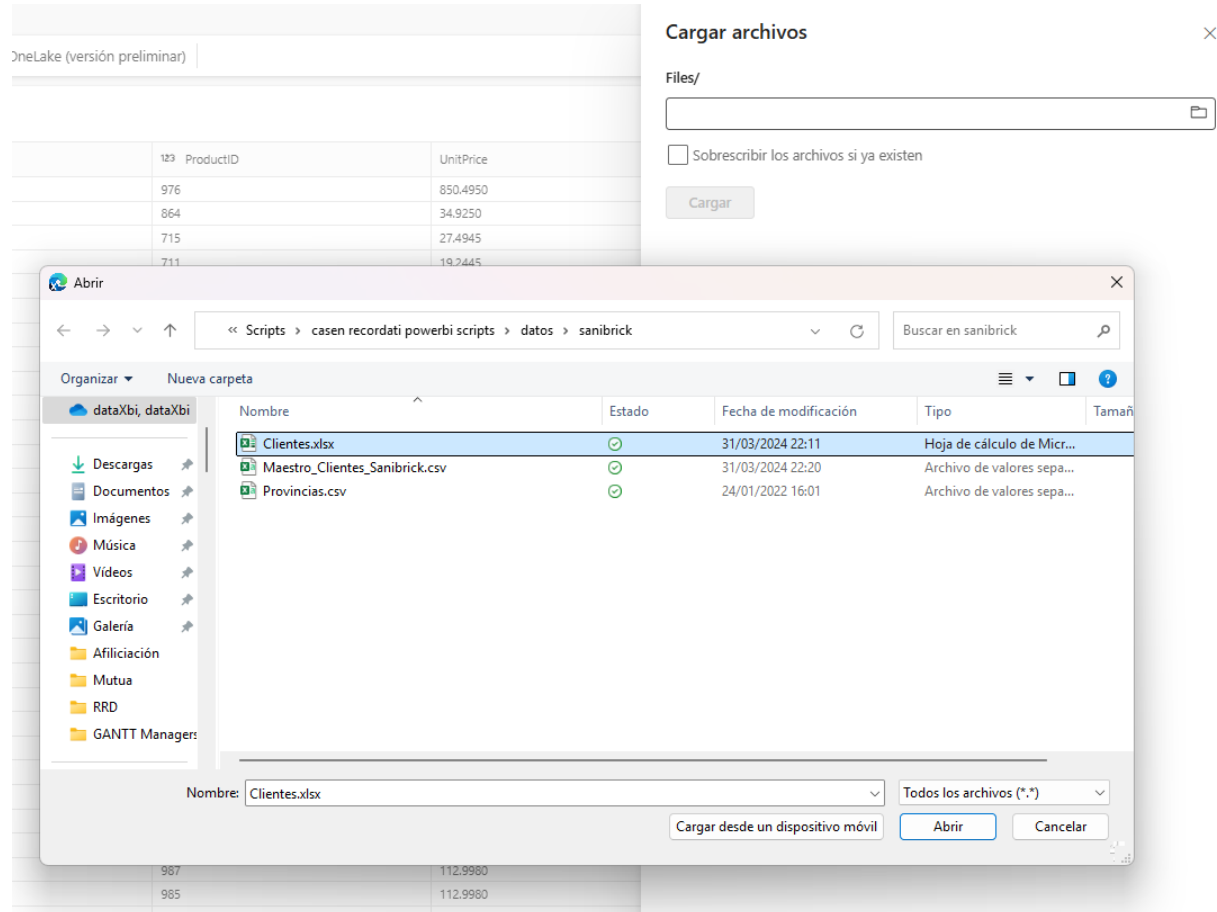 Cargar archivos
OneLake (versión preliminar)
Files/
Sobrescribir los archivos si ya existen
Cargar
123 ProductID UnitPrice
976 850.4950
864 34.9250
715 27.4945
711 19.2445
Abrir
« Scripts > casen recordati powerbi scripts > datos > sanibrick
Buscar en sanibrick
Organizar Nueva carpeta
dataXbi, dataXbi
Nombre Estado Fecha de modificación Tipo Tamañ
Clientes.xlsx 31/03/2024 22:11 Hoja de cálculo de Micr...
Maestro_Clientes_Sanibrick.csv 31/03/2024 22:20 Archivo de valores sepa...
Provincias.csv 24/01/2022 16:01 Archivo de valores sepa...
Descargas
Documentos
Imágenes
Música
Vídeos
Escritorio
Galería
Afiliciación
Mutua
RRD
GANTT Managers
Nombre: Clientes.xlsx Todos los archivos (*.*)
Cargar desde un dispositivo móvil Abrir Cancelar
987 112.9980
985 112.9980